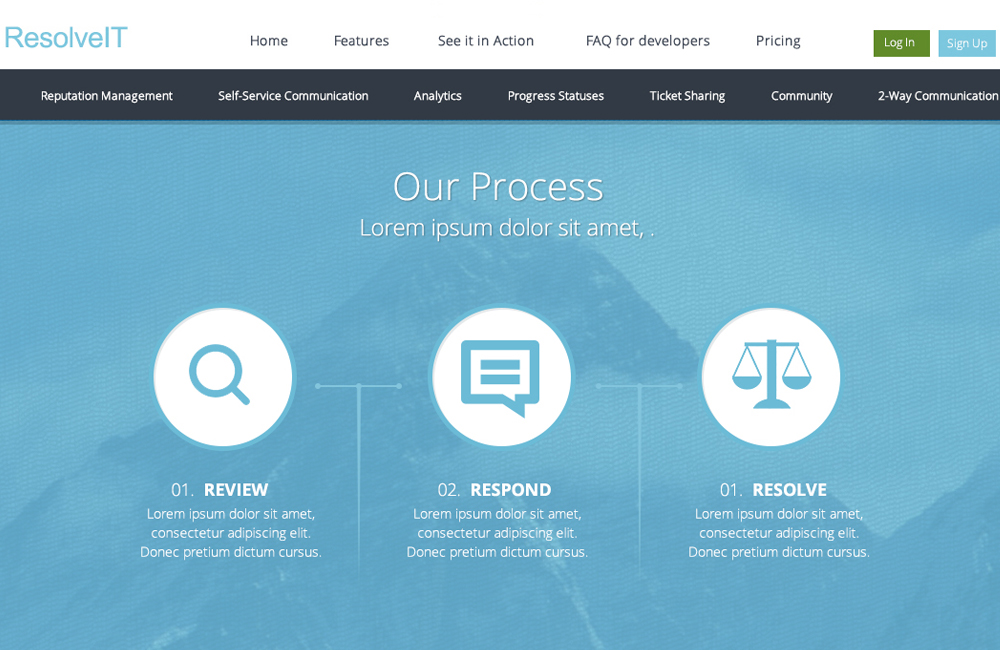 ResolveIT
Home Features See it in Action FAQ for developers Pricing Log In Sign Up
Reputation Management Self-Service Communication Analytics Progress Statuses Ticket Sharing Community 2-Way Communication
Our Process
Lorem ipsum dolor sit amet, .
01. REVIEW
Lorem ipsum dolor sit amet,
consectetur adipiscing elit.
Donec pretium dictum cursus.
02. RESPOND
Lorem ipsum dolor sit amet,
consectetur adipiscing elit.
Donec pretium dictum cursus.
01. RESOLVE
Lorem ipsum dolor sit amet,
consectetur adipiscing elit.
Donec pretium dictum cursus.